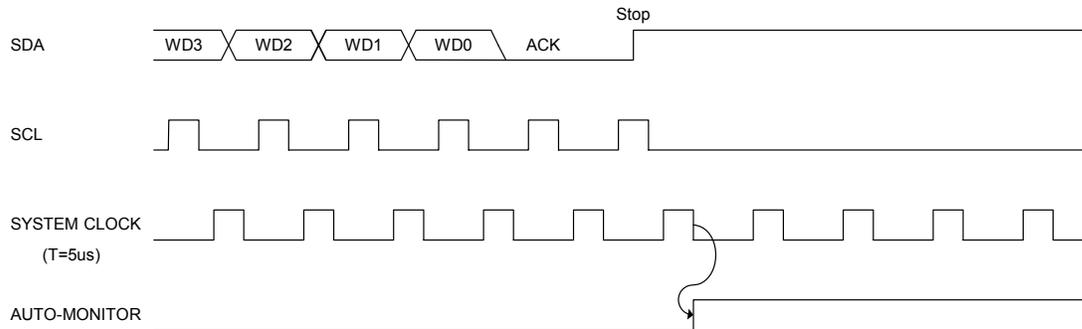 Stop
SDA WD3 WD2 WD1 WD0 ACK
SCL
SYSTEM CLOCK
(T=5us)
AUTO-MONITOR